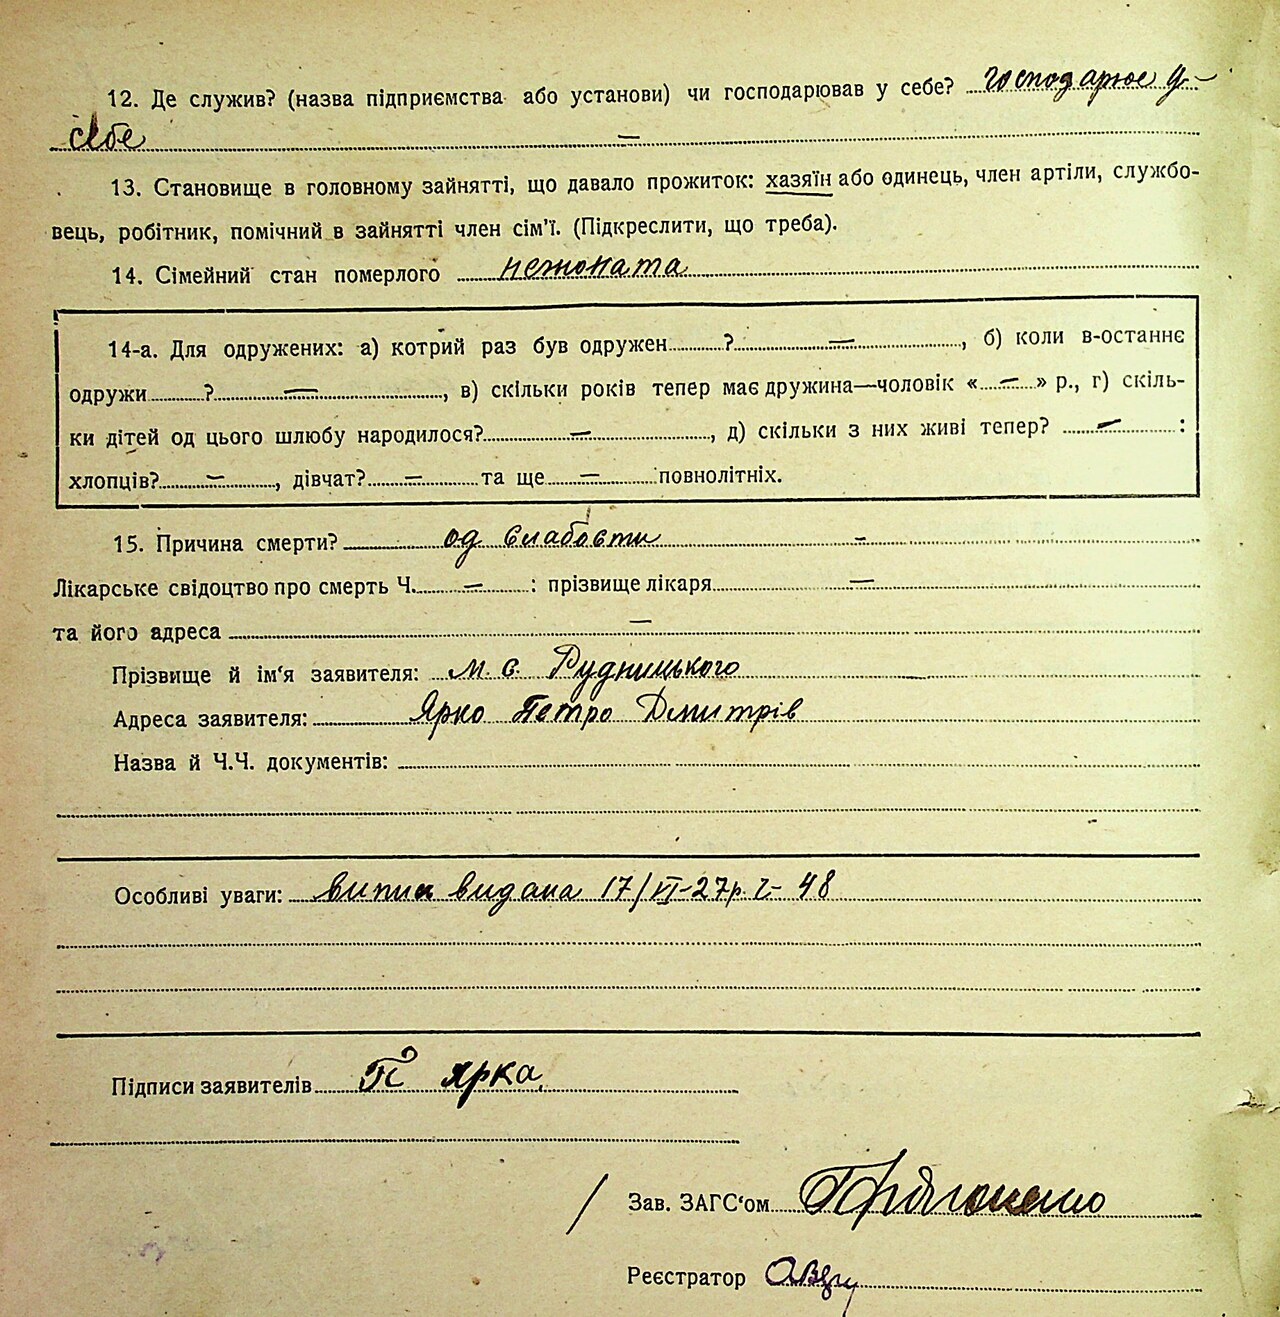 12. Де служив? (назва підприємства або установи) чи господарював у себе? господарює у-
себе —
13. Становище в головному зайнятті, що давало прожиток: хазяїн або одинець, член артіли, службо-
вець, робітник, помічний в зайнятті член сім'ї. (Підкреслити, що треба).
14. Сімейний стан померлого нежоната
14-а. Для одружених: а) котрий раз був одружен ? —, б) коли в-останнє
одружи ? —, в) скільки років тепер має дружина—чоловік « — » р., г) скіль-
ки дітей од цього шлюбу народилося? —, д) скільки з них живі тепер? — :
хлопців? —, дівчат? — та ще — повнолітніх.
15. Причина смерти? од слабости —
Лікарське свідоцтво про смерть Ч. — : прізвище лікаря —
та його адреса —
Прізвище й ім'я заявителя: м. с. Рудницького
Адреса заявителя: Ярко Петро Дмитрів
Назва й Ч.Ч. документів:
Особливі уваги: випис видана 17/VI-27р. Ч- 48
Підписи заявителів П Ярка
Зав. ЗАГС'ом
Реєстратор